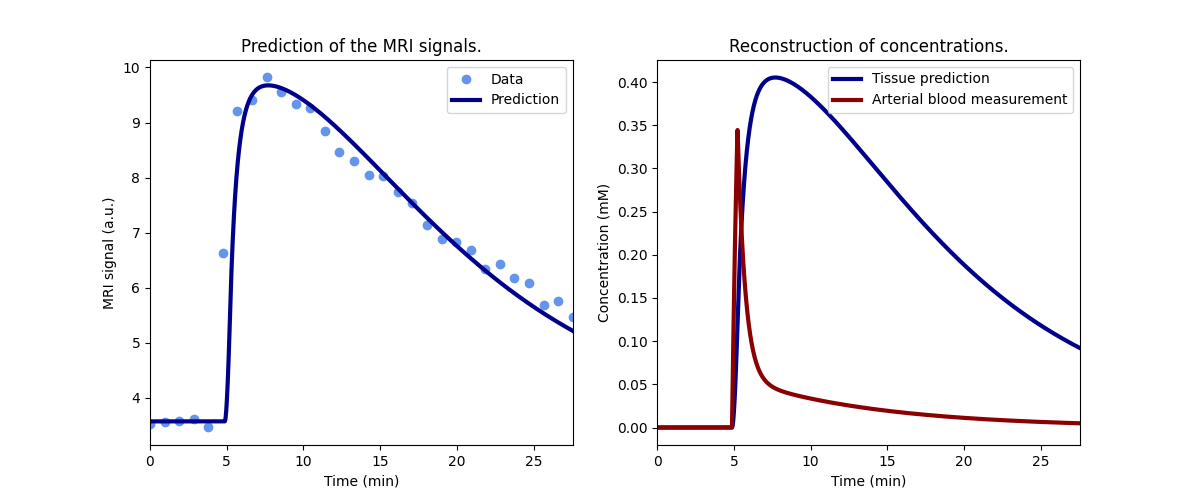 Prediction of the MRI signals.
MRI signal (a.u.)
10
9
8
7
6
5
4
0
5
10
15
20
25
Time (min)
Data
Prediction
Reconstruction of concentrations.
Concentration (mM)
0.40
0.35
0.30
0.25
0.20
0.15
0.10
0.05
0.00
0
5
10
15
20
25
Time (min)
Tissue prediction
Arterial blood measurement